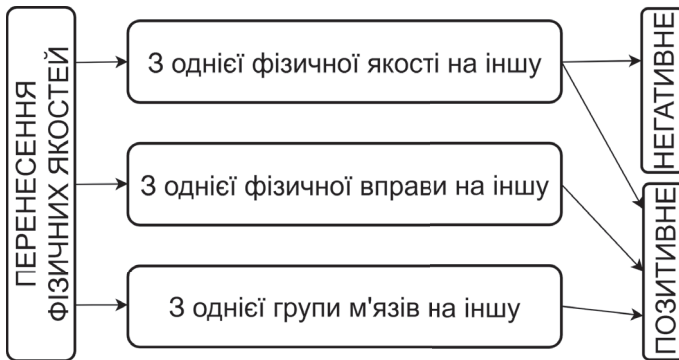 ПЕРЕНЕСЕННЯ
ФІЗИЧНИХ ЯКОСТЕЙ
З однієї фізичної якості на іншу
З однієї фізичної вправи на іншу
З однієї групи м'язів на іншу
НЕГАТИВНЕ
ПОЗИТИВНЕ